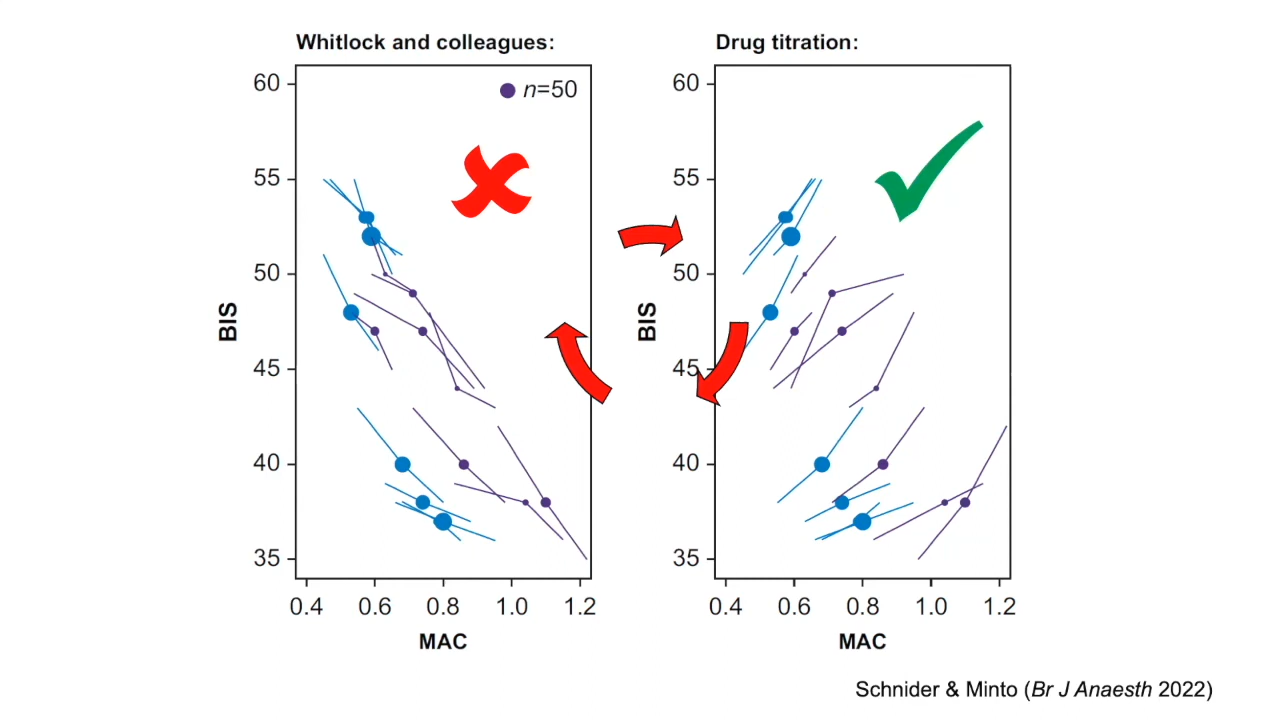 Whitlock and colleagues:
n=50
BIS
60
55
50
45
40
35
0.4 0.6 0.8 1.0 1.2
MAC
Drug titration:
BIS
60
55
50
45
40
35
0.4 0.6 0.8 1.0 1.2
MAC
Schnider & Minto (Br J Anaesth 2022)